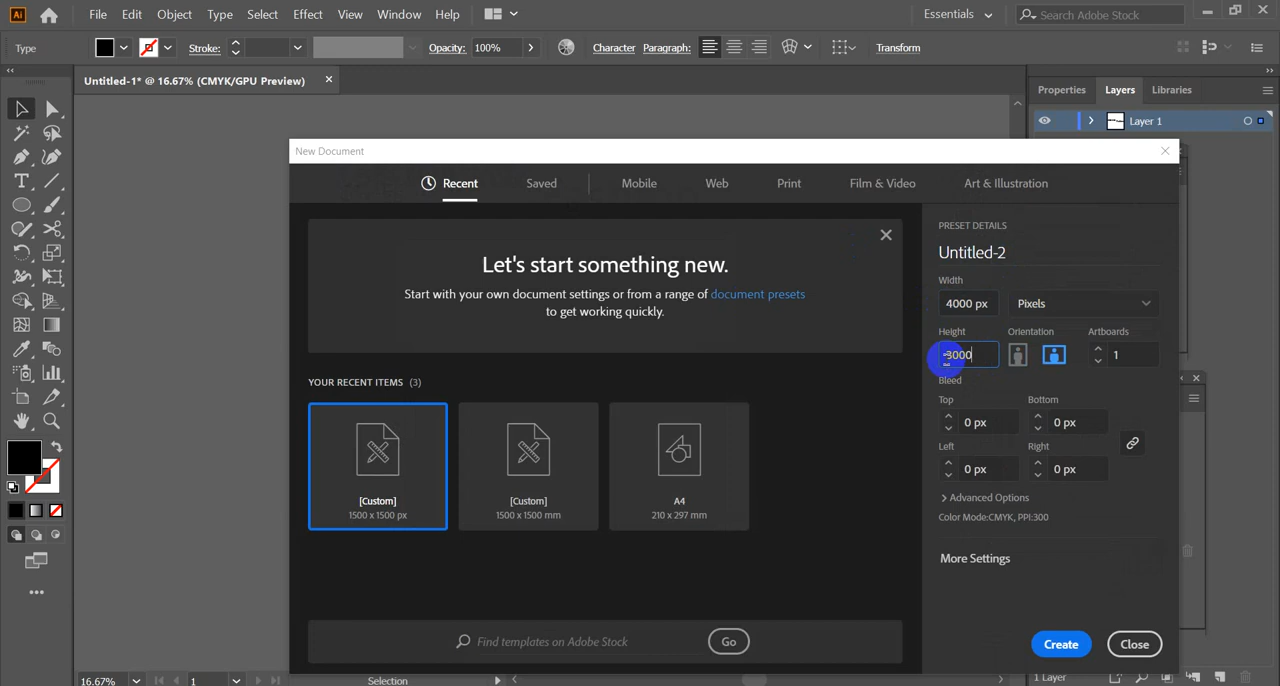 Ai File Edit Object Type Select Effect View Window Help Essentials Search Adobe Stock
Type Stroke: Opacity: 100% Character Paragraph: Transform
Untitled-1* @ 16.67% (CMYK/GPU Preview)
Properties Layers Libraries
Layer 1
New Document
Recent Saved Mobile Web Print Film & Video Art & Illustration
Let's start something new.
Start with your own document settings or from a range of document presets
to get working quickly.
YOUR RECENT ITEMS (3)
[Custom]
1500 x 1500 px
[Custom]
1500 x 1500 mm
A4
210 x 297 mm
Find templates on Adobe Stock Go
PRESET DETAILS
Untitled-2
Width
4000 px Pixels
Height Orientation Artboards
3000 1
Bleed
Top Bottom
0 px 0 px
Left Right
0 px 0 px
Advanced Options
Color Mode:CMYK, PPI:300
More Settings
Create Close
16.67% 1 Selection 1 Layer